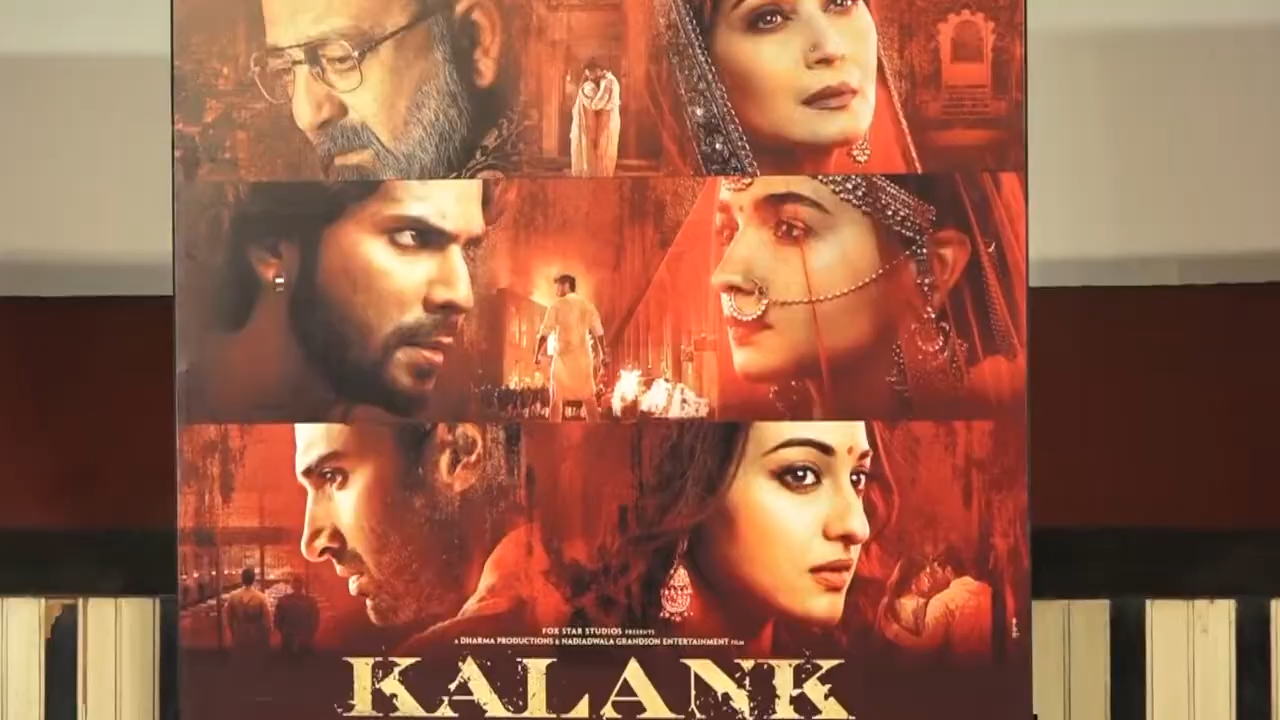 FOX STAR STUDIOS PRESENTS
A DHARMA PRODUCTIONS & NADIADWALA GRANDSON ENTERTAINMENT FILM
KALANK